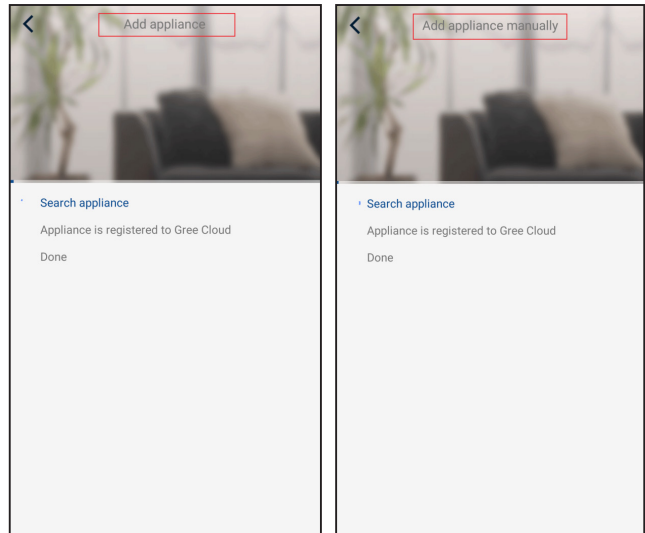 Add appliance
Search appliance
Appliance is registered to Gree Cloud
Done
Add appliance manually
Search appliance
Appliance is registered to Gree Cloud
Done